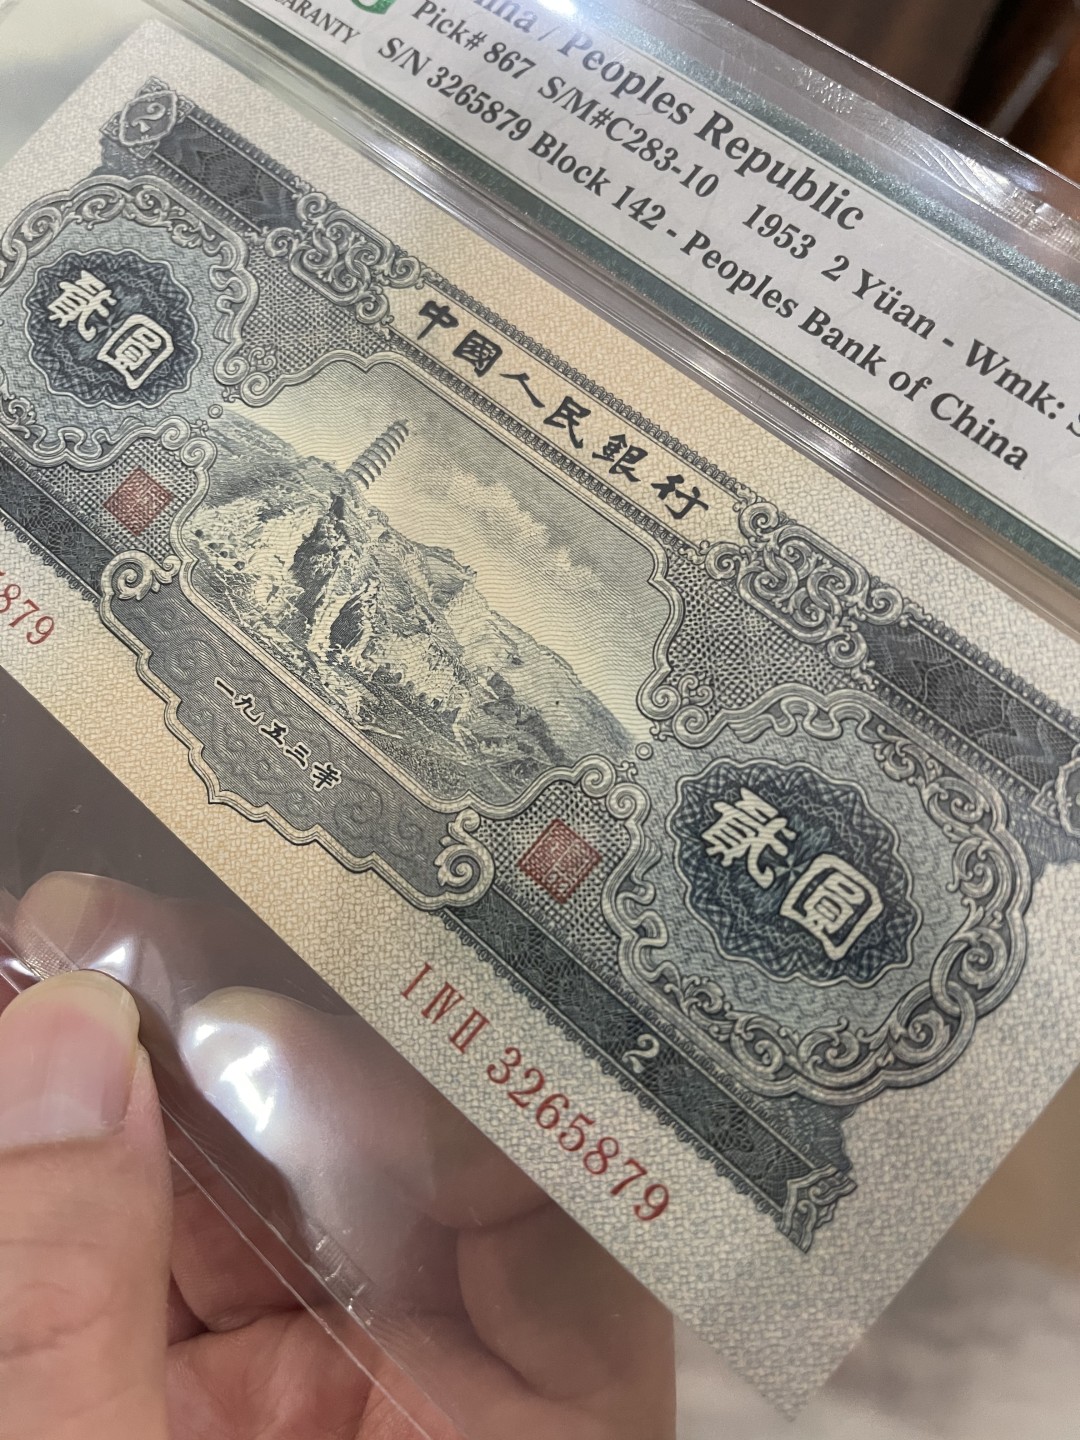 Peoples Republic
Pick# 867 S/M#C283-10 1953 2 Yüan - Wmk:
S/N 3265879 Block 142 - Peoples Bank of China
2
中國人民銀行
貳圓
一九五三年
貳圓
2
879
I IV II 3265879